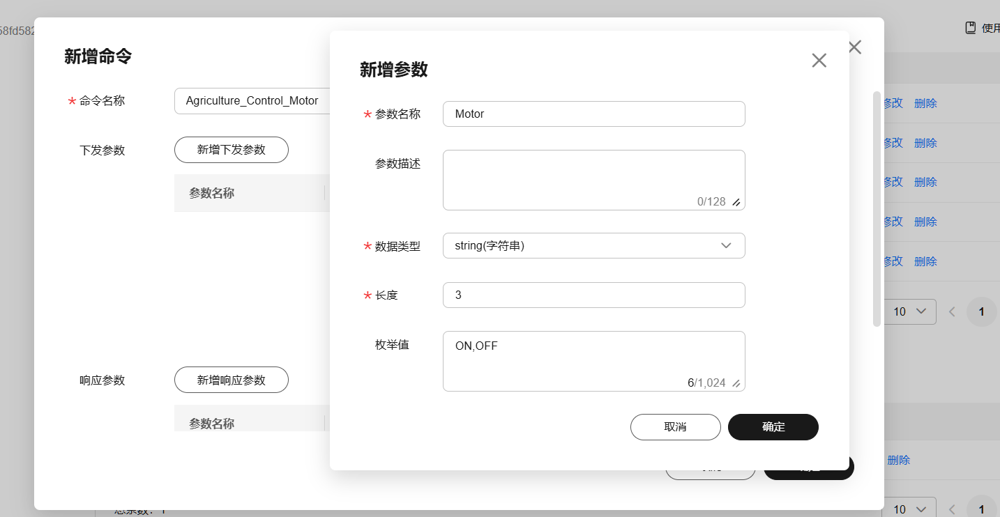 58fd582
使用
新增命令
新增参数
* 命令名称
Agriculture_Control_Motor
* 参数名称
Motor
修改 删除
下发参数
新增下发参数
修改 删除
参数描述
0/128
参数名称
修改 删除
修改 删除
* 数据类型
string(字符串)
修改 删除
* 长度
3
10
1
枚举值
ON,OFF
6/1,024
响应参数
新增响应参数
参数名称
取消
确定
删除
总条数: 1
10
1